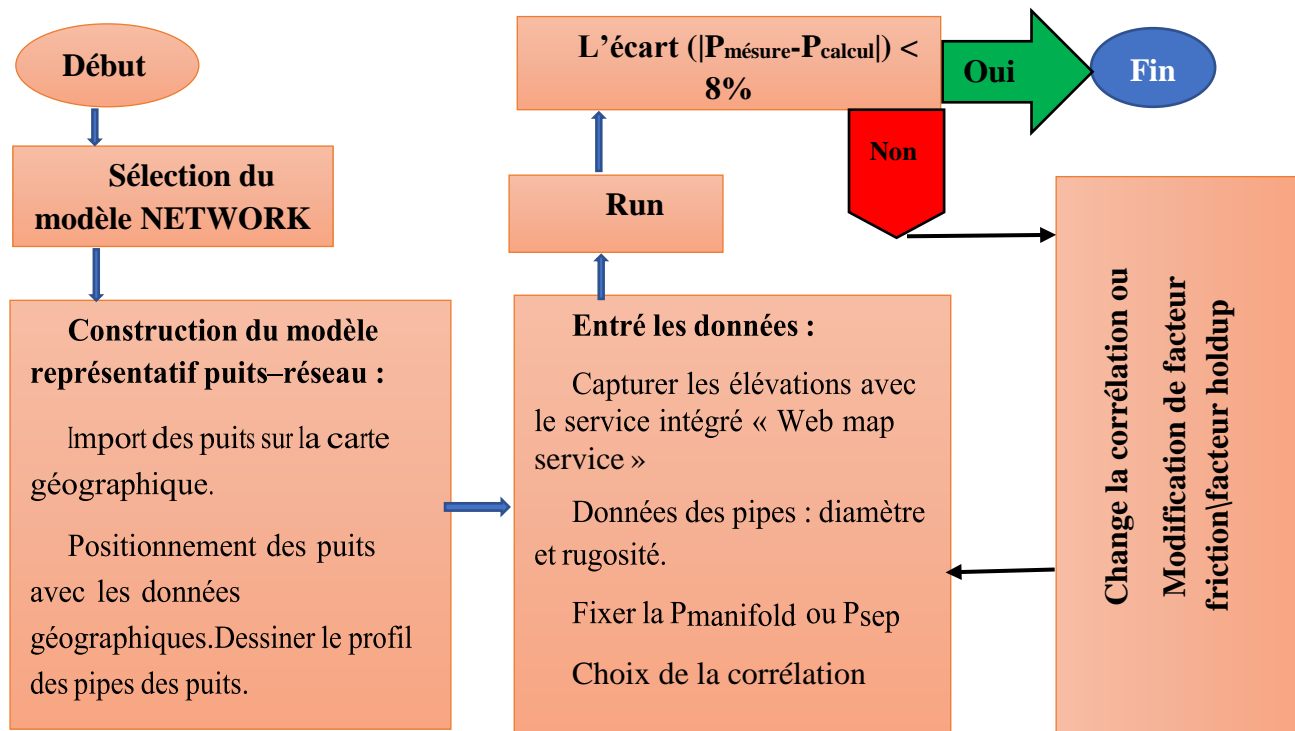 Début
Sélection du
modèle NETWORK
Construction du modèle
représentatif puits–réseau :
Import des puits sur la carte
géographique.
Positionnement des puits
avec les données
géographiques.Dessiner le profil
des pipes des puits.
Entré les données :
Capturer les élévations avec
le service intégré « Web map
service »
Données des pipes : diamètre
et rugosité.
Fixer la Pmanifold ou Psep
Choix de la corrélation
Run
L’écart (|Pmésure-Pcalcul|) <
8%
Oui
Fin
Non
Change la corrélation ou
Modification de facteur
friction\facteur holdup